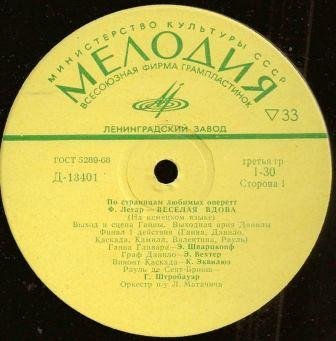 МИНИСТЕРСТВО КУЛЬТУРЫ СССР
МЕЛОДИЯ
ВСЕСОЮЗНАЯ ФИРМА ГРАМПЛАСТИНОК
▽33
ЛЕНИНГРАДСКИЙ ЗАВОД
ГОСТ 5289-68
Д-13401
третья гр
1-30
Сторона 1
По страницам любимых оперетт
Ф. Легар — ВЕСЕЛАЯ ВДОВА
(На немецком языке)
Выход и сцена Ганны. Выходная ария Данилы
Финал I действия (Ганна, Данило,
Каскада, Камилл, Валентина, Рауль)
Ганна Главари— Э. Шварцкопф
Граф Данило— Э. Вехтер
Виконт Каскада— К. Эквилюз
Рауль де Сент-Бриош—
Г. Штробауэр
Оркестр п/у Л. Матачича